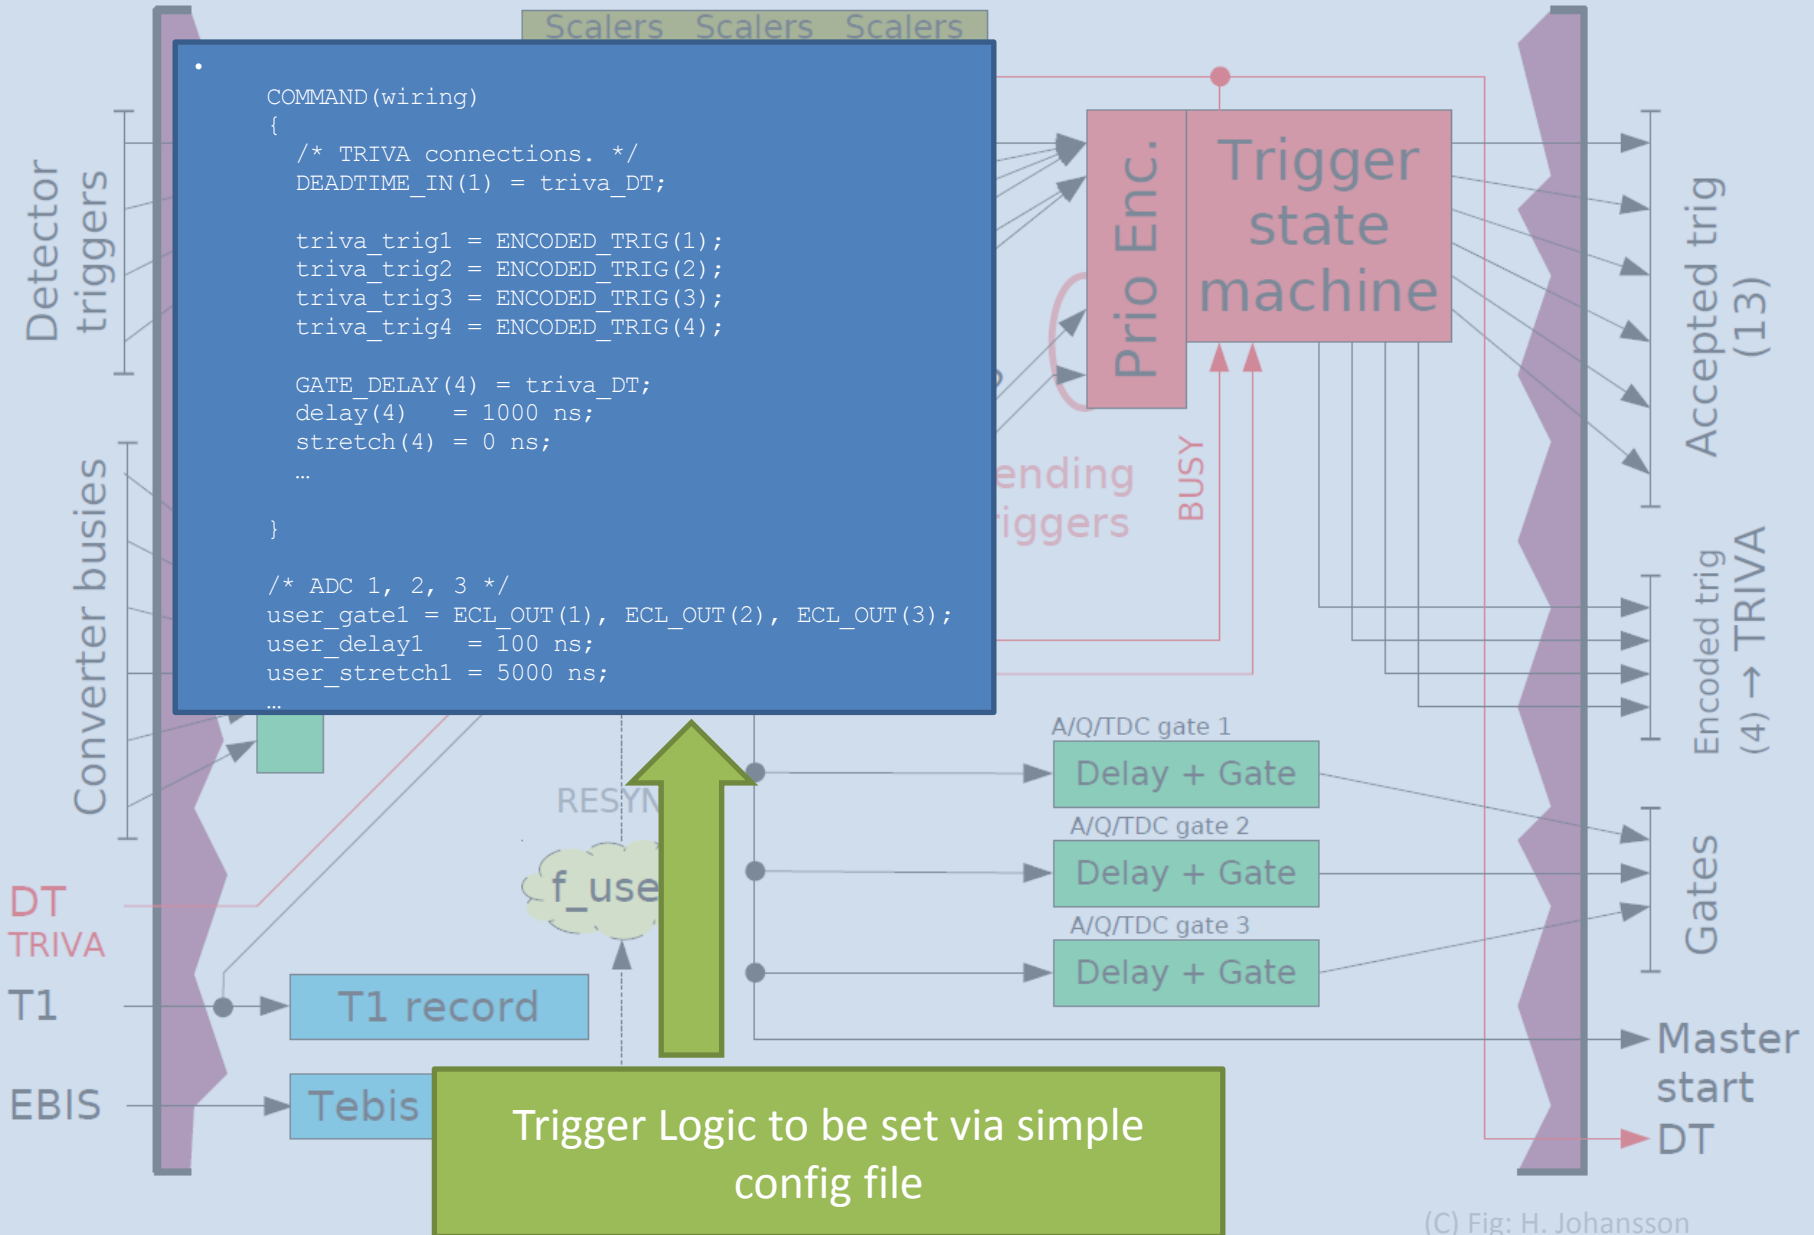 Scalers Scalers Scalers
•
COMMAND(wiring)
{
/* TRIVA connections. */
DEADTIME_IN(1) = triva_DT;
triva_trig1 = ENCODED_TRIG(1);
triva_trig2 = ENCODED_TRIG(2);
triva_trig3 = ENCODED_TRIG(3);
triva_trig4 = ENCODED_TRIG(4);
GATE_DELAY(4) = triva_DT;
delay(4)   = 1000 ns;
stretch(4) = 0 ns;
…
}
/* ADC 1, 2, 3 */
user_gate1 = ECL_OUT(1), ECL_OUT(2), ECL_OUT(3);
user_delay1   = 100 ns;
user_stretch1 = 5000 ns;
…
Detector
triggers
Converter busies
DT
TRIVA
T1
EBIS
Prio Enc.
Trigger
state
machine
ending
iggers
BUSY
Accepted trig
(13)
Encoded trig
(4) → TRIVA
A/Q/TDC gate 1
Delay + Gate
A/Q/TDC gate 2
Delay + Gate
A/Q/TDC gate 3
Delay + Gate
Gates
RESYN
f_use
T1 record
Tebis
Master
start
DT
Trigger Logic to be set via simple
config file
(C) Fig: H. Johansson